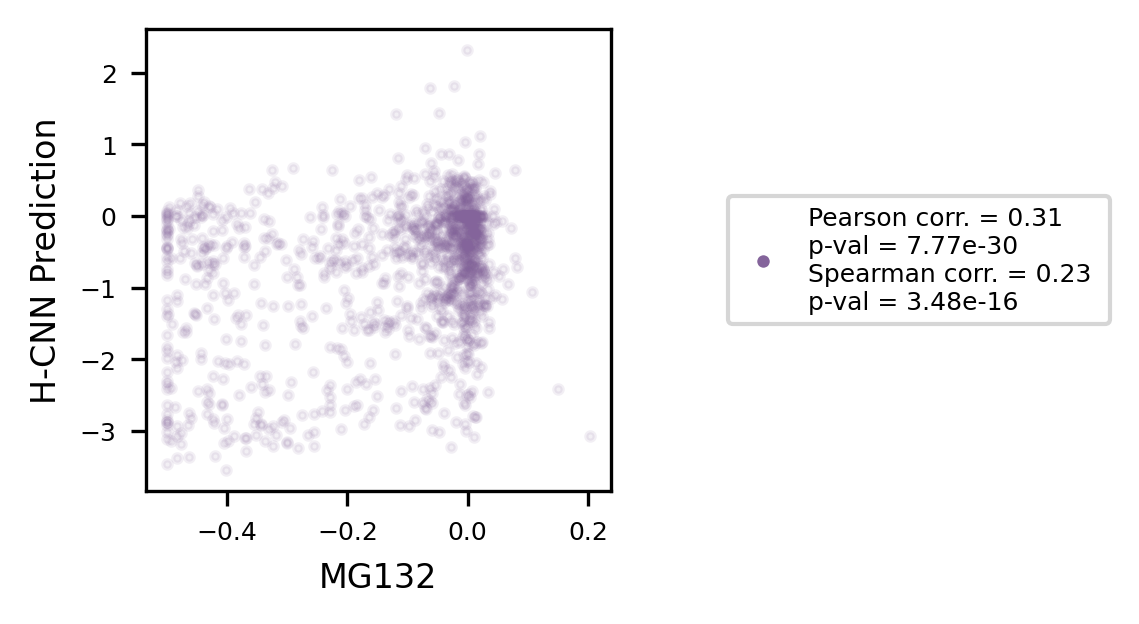 H-CNN Prediction
2
1
0
−1
−2
−3
−0.4
−0.2
0.0
0.2
MG132
Pearson corr. = 0.31
p-val = 7.77e-30
Spearman corr. = 0.23
p-val = 3.48e-16